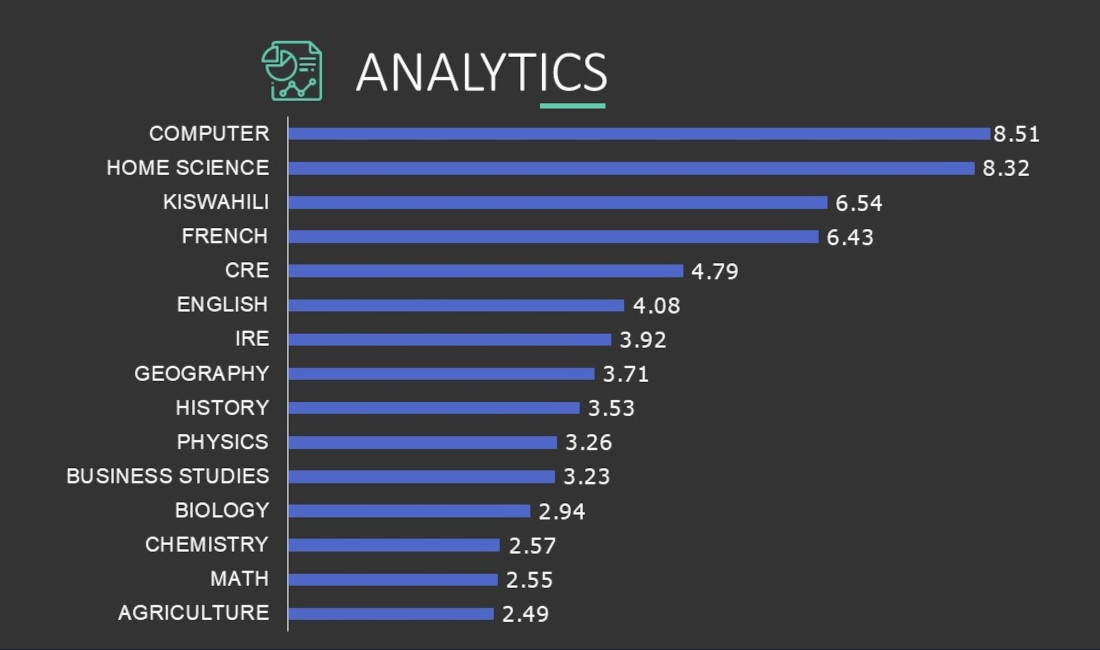 ANALYTICS
COMPUTER 8.51
HOME SCIENCE 8.32
KISWAHILI 6.54
FRENCH 6.43
CRE 4.79
ENGLISH 4.08
IRE 3.92
GEOGRAPHY 3.71
HISTORY 3.53
PHYSICS 3.26
BUSINESS STUDIES 3.23
BIOLOGY 2.94
CHEMISTRY 2.57
MATH 2.55
AGRICULTURE 2.49